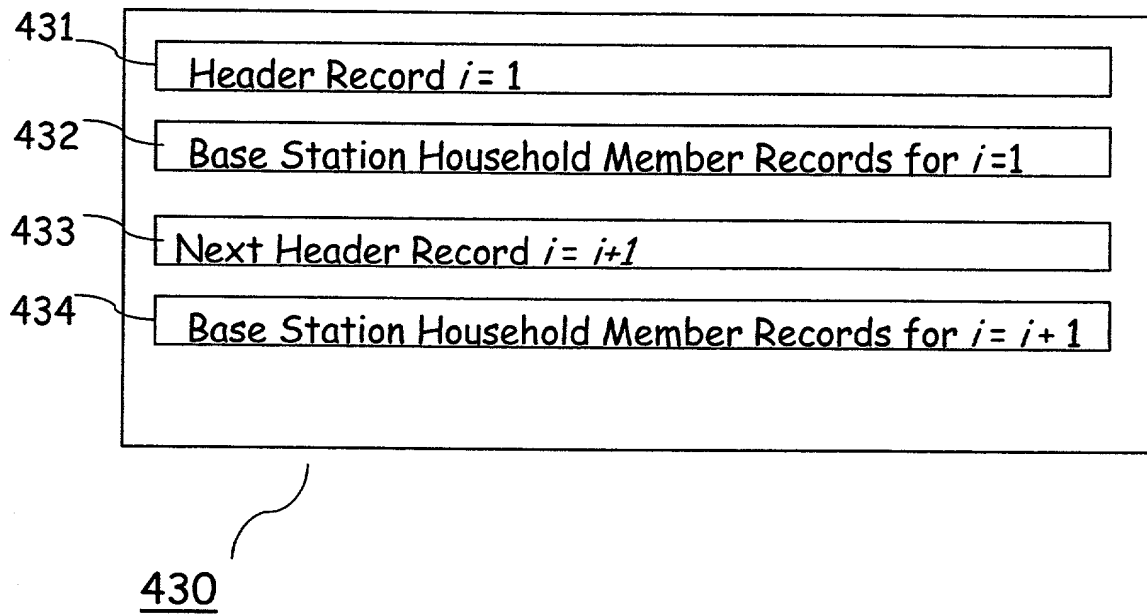 431
Header Record i = 1
432
Base Station Household Member Records for i =1
433
Next Header Record i = i+1
434
Base Station Household Member Records for i = i + 1
430